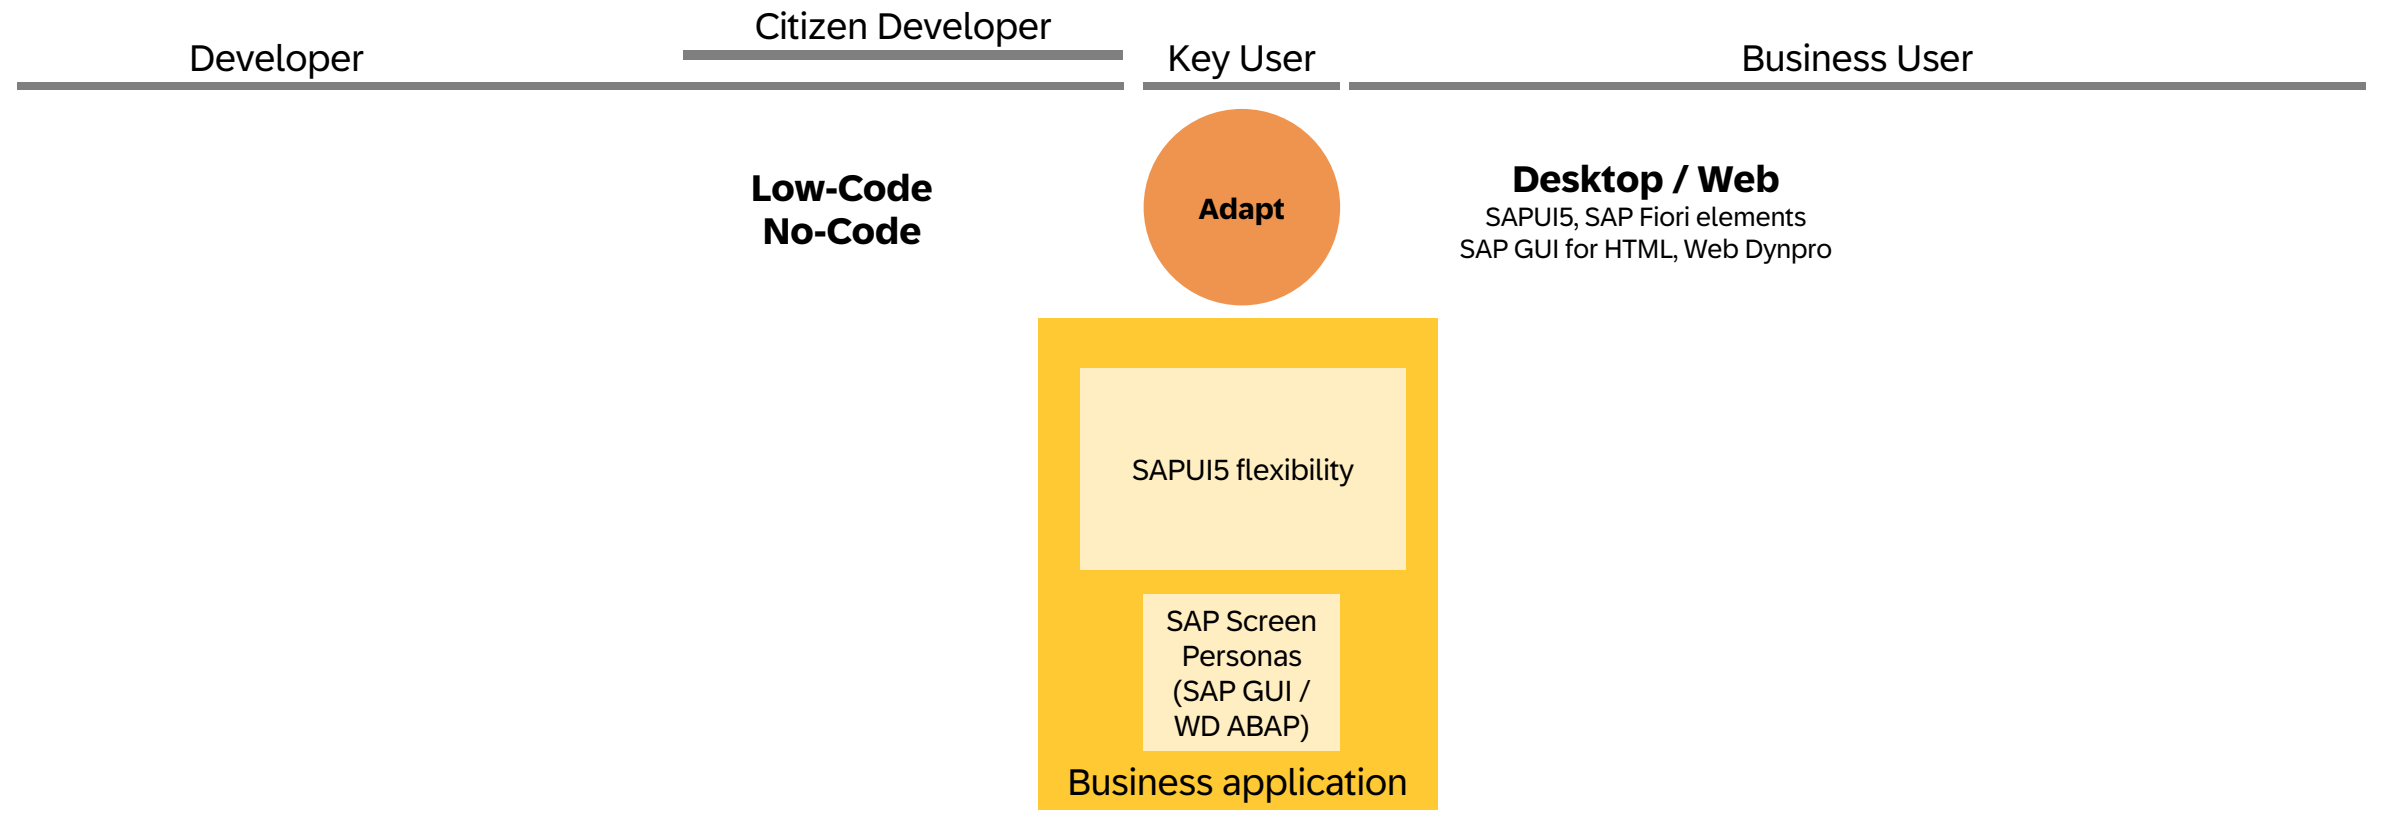 Citizen Developer
Developer
Key User
Business User
Low-Code
No-Code
Adapt
Desktop / Web
SAPUI5, SAP Fiori elements
SAP GUI for HTML, Web Dynpro
SAPUI5 flexibility
SAP Screen
Personas
(SAP GUI /
WD ABAP)
Business application